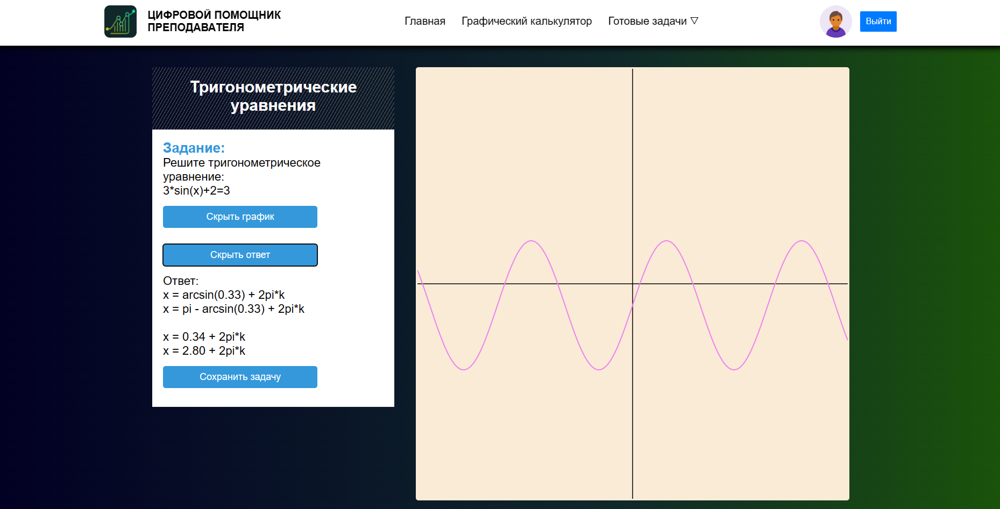 ЦИФРОВОЙ ПОМОЩНИК
ПРЕПОДАВАТЕЛЯ
Главная
Графический калькулятор
Готовые задачи ▽
Выйти
Тригонометрические
уравнения
Задание:
Решите тригонометрическое
уравнение:
3*sin(x)+2=3
Скрыть график
Скрыть ответ
Ответ:
x = arcsin(0.33) + 2pi*k
x = pi - arcsin(0.33) + 2pi*k
x = 0.34 + 2pi*k
x = 2.80 + 2pi*k
Сохранить задачу